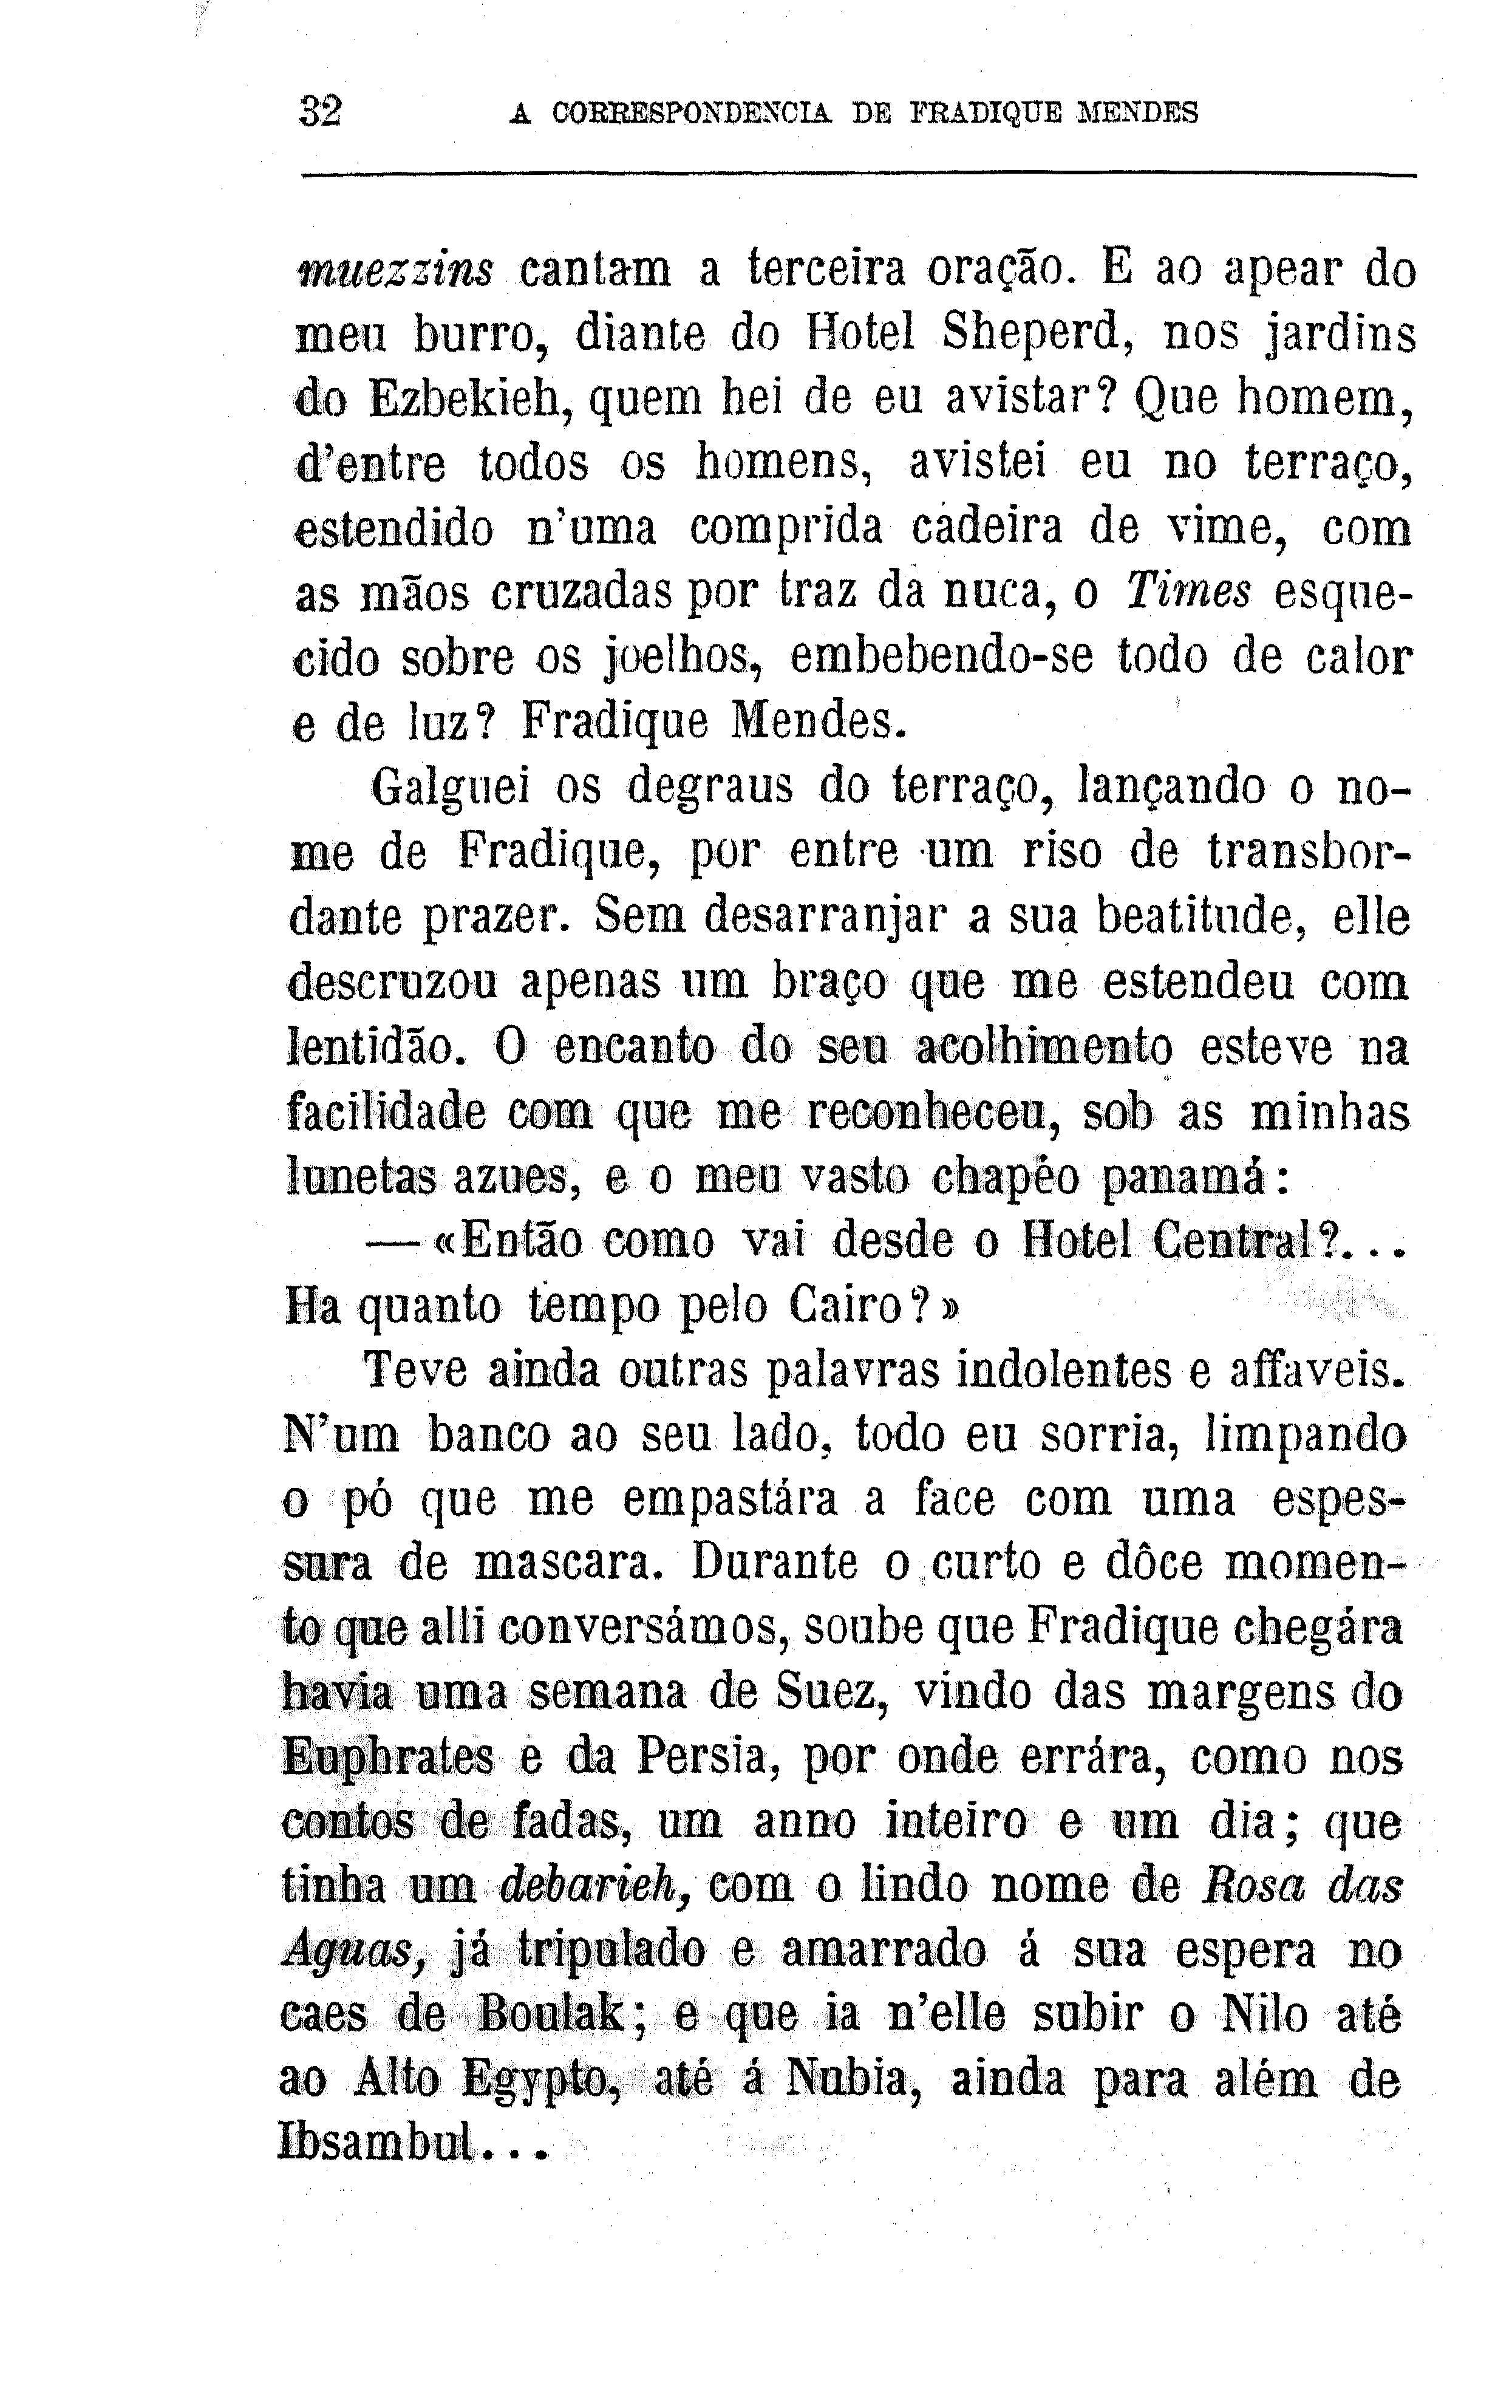 32 A CORRESPONDENCIA DE FRADIQUE MENDES
muezzins cantam a terceira oração. E ao apear do
meu burro, diante do Hotel Sheperd, nos jardins
do Ezbekieh, quem hei de eu avistar? Que homem,
d'entre todos os homens, avistei eu no terraço,
estendido n'uma comprida cadeira de vime, com
as mãos cruzadas por traz da nuca, o Times esque-
cido sobre os joelhos, embebendo-se todo de calor
e de luz? Fradique Mendes.
Galguei os degraus do terraço, lançando o no-
me de Fradique, por entre um riso de transbor-
dante prazer. Sem desarranjar a sua beatitude, elle
descruzou apenas um braço que me estendeu com
lentidão. O encanto do seu acolhimento esteve na
facilidade com que me reconheceu, sob as minhas
lunetas azues, e o meu vasto chapéo panamá:
— «Então como vai desde o Hotel Central?...
Ha quanto tempo pelo Cairo?»
Teve ainda outras palavras indolentes e affaveis.
N'um banco ao seu lado, todo eu sorria, limpando
o pó que me empastára a face com uma espes-
sura de mascara. Durante o curto e dôce momen-
to que alli conversámos, soube que Fradique chegára
havia uma semana de Suez, vindo das margens do
Euphrates e da Persia, por onde errára, como nos
contos de fadas, um anno inteiro e um dia; que
tinha um debarieh, com o lindo nome de Rosa das
Aguas, já tripulado e amarrado á sua espera no
caes de Boulak; e que ia n'elle subir o Nilo até
ao Alto Egypto, até á Nubia, ainda para além de
Ibsambul...